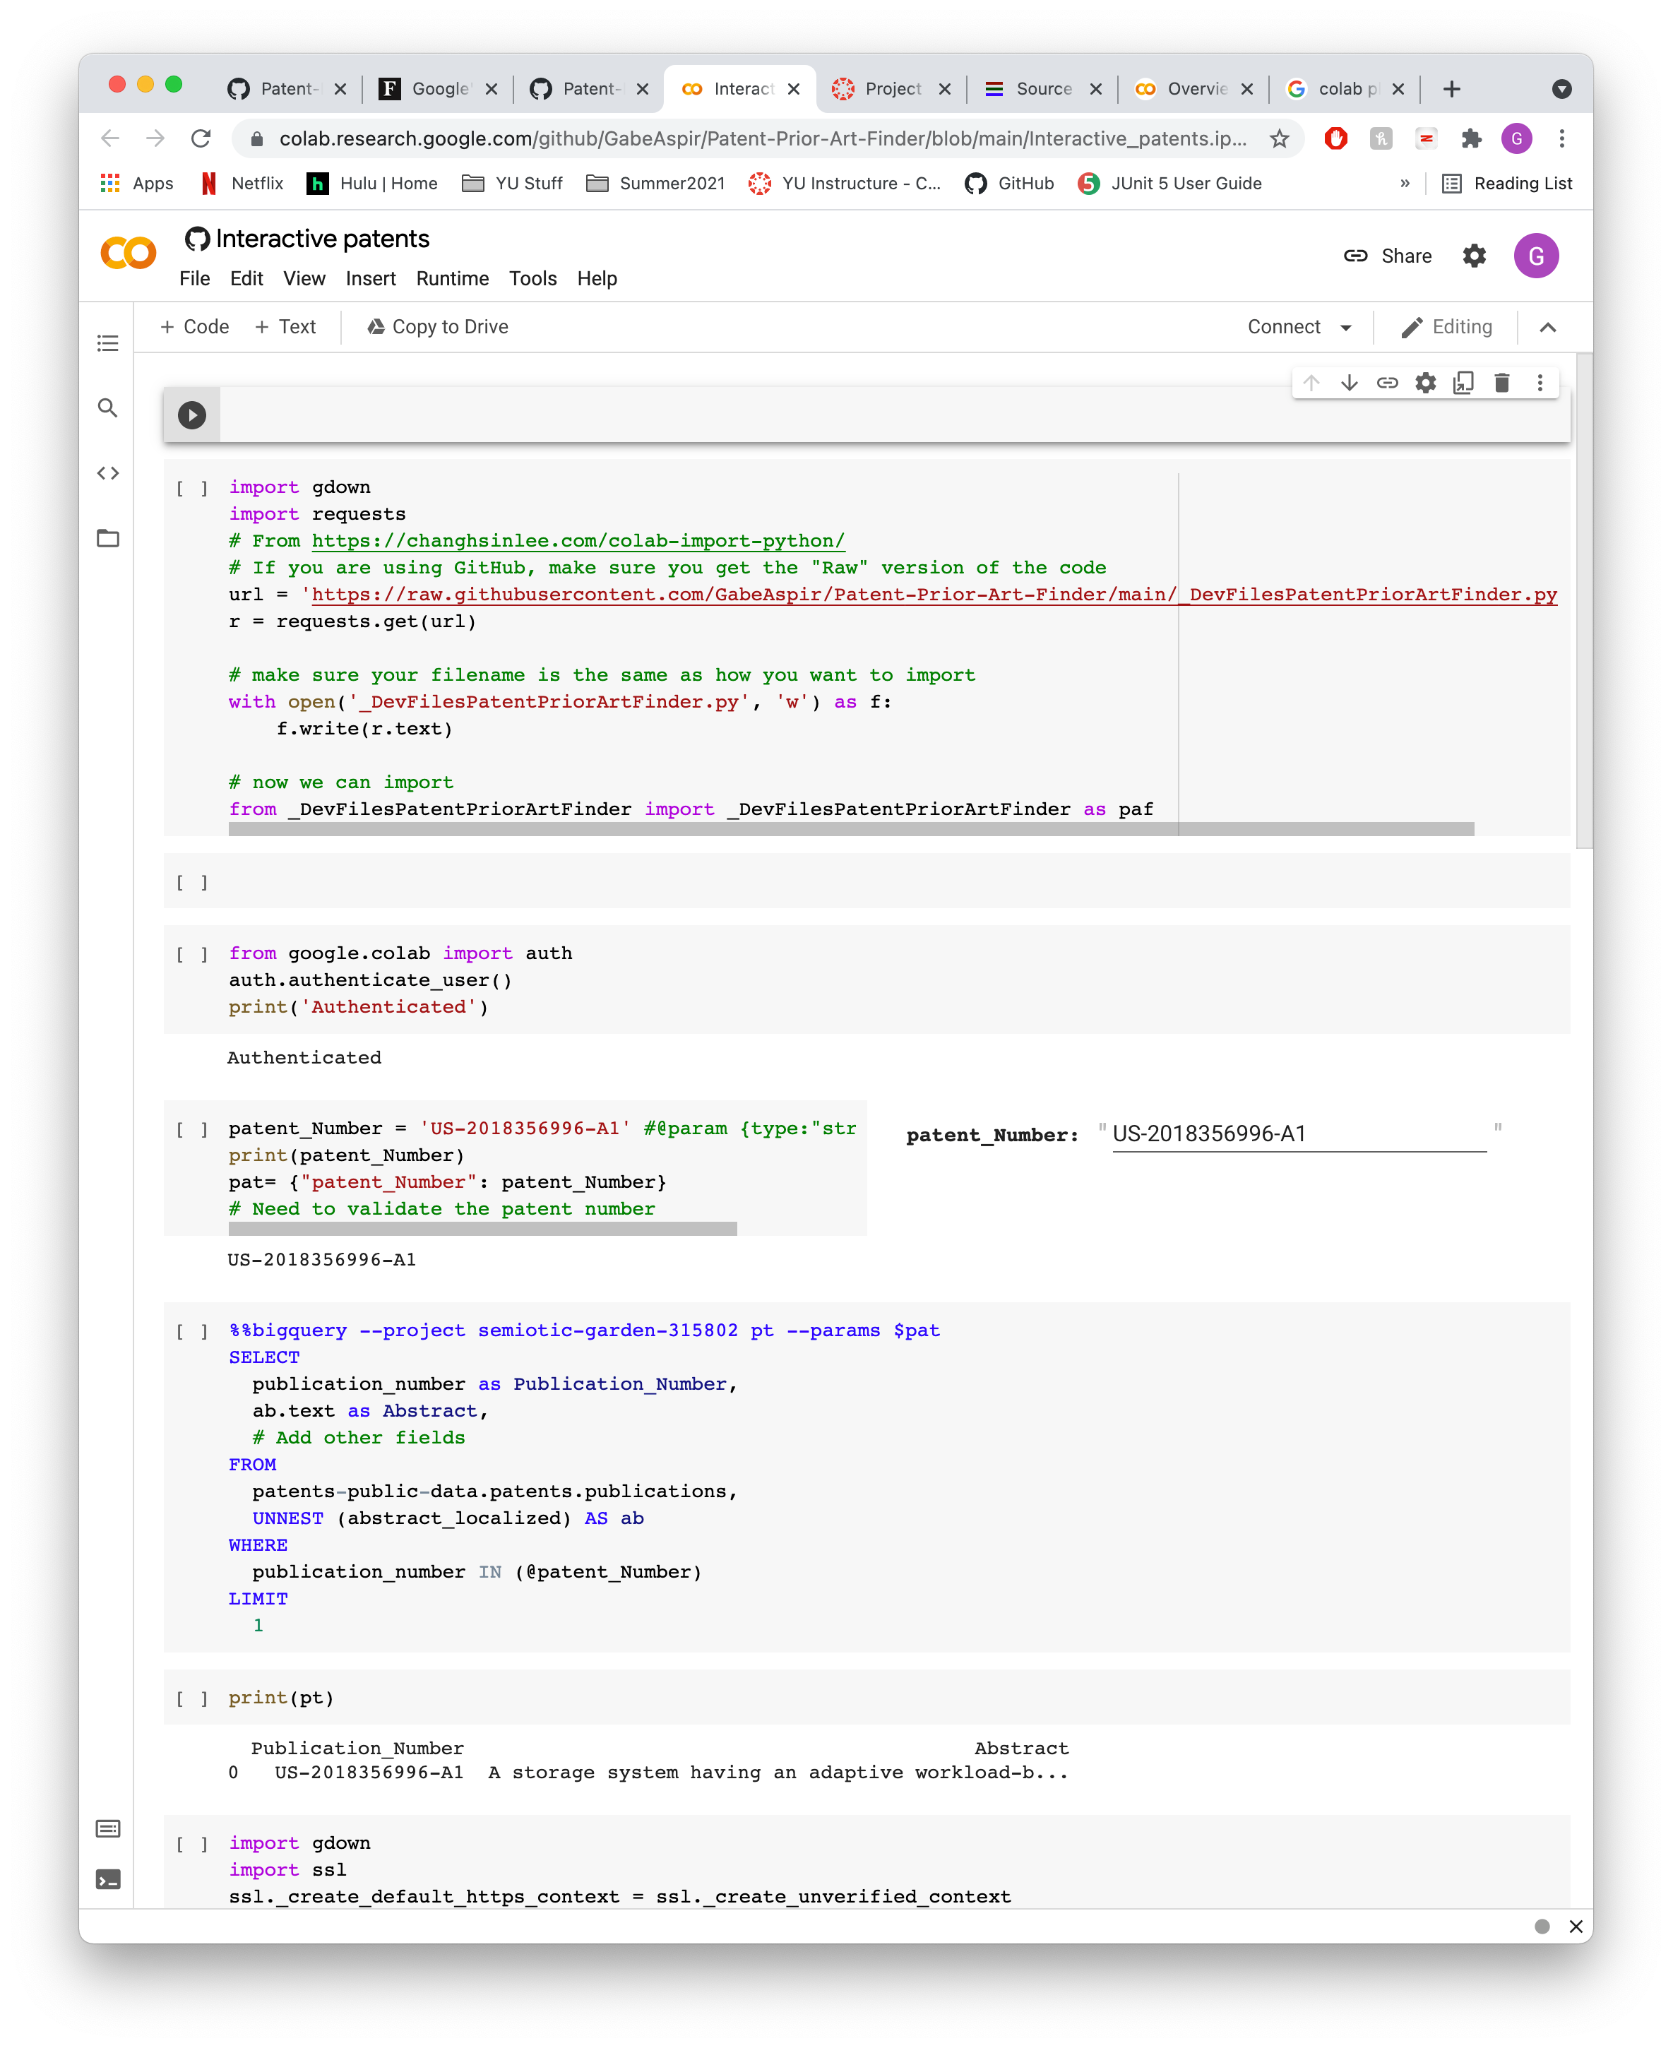 Patent-
Google'
Patent-
Interact
Project
Source
Overvie
colab p
colab.research.google.com/github/GabeAspir/Patent-Prior-Art-Finder/blob/main/Interactive_patents.ip...
G
Apps
Netflix
Hulu | Home
YU Stuff
Summer2021
YU Instructure - C...
GitHub
JUnit 5 User Guide
»
Reading List
Interactive patents
File Edit View Insert Runtime Tools Help
Share
G
+ Code + Text
Copy to Drive
Connect
Editing
[ ] import gdown
import requests
# From https://changhsinlee.com/colab-import-python/
# If you are using GitHub, make sure you get the "Raw" version of the code
url = 'https://raw.githubusercontent.com/GabeAspir/Patent-Prior-Art-Finder/main/_DevFilesPatentPriorArtFinder.py
r = requests.get(url)
# make sure your filename is the same as how you want to import
with open('_DevFilesPatentPriorArtFinder.py', 'w') as f:
f.write(r.text)
# now we can import
from _DevFilesPatentPriorArtFinder import _DevFilesPatentPriorArtFinder as paf
[ ]
[ ] from google.colab import auth
auth.authenticate_user()
print('Authenticated')
Authenticated
[ ] patent_Number = 'US-2018356996-A1' #@param {type:"str
print(patent_Number)
pat= {"patent_Number": patent_Number}
# Need to validate the patent number
patent_Number: "US-2018356996-A1"
US-2018356996-A1
[ ] %%bigquery --project semiotic-garden-315802 pt --params $pat
SELECT
publication_number as Publication_Number,
ab.text as Abstract,
# Add other fields
FROM
patents-public-data.patents.publications,
UNNEST (abstract_localized) AS ab
WHERE
publication_number IN (@patent_Number)
LIMIT
1
[ ] print(pt)
Publication_Number Abstract
0 US-2018356996-A1 A storage system having an adaptive workload-b...
[ ] import gdown
import ssl
ssl._create_default_https_context = ssl._create_unverified_context